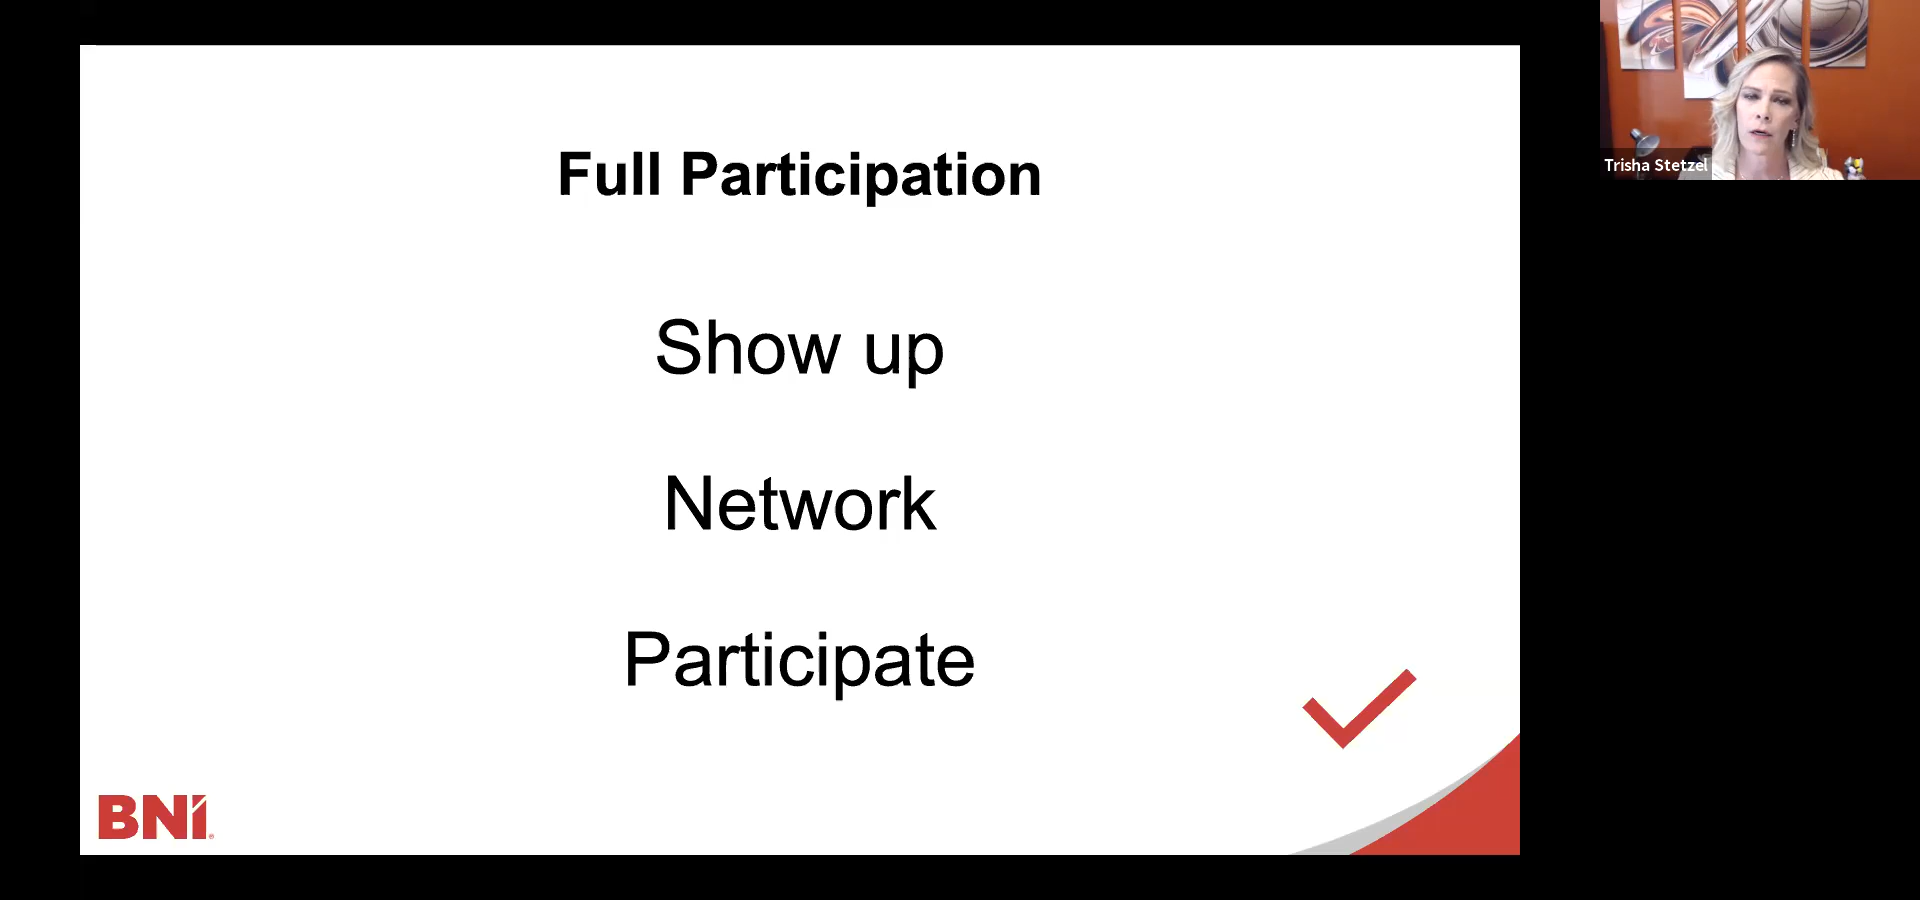 Full Participation
Show up
Network
Participate
BNI®
Trisha Stetzel